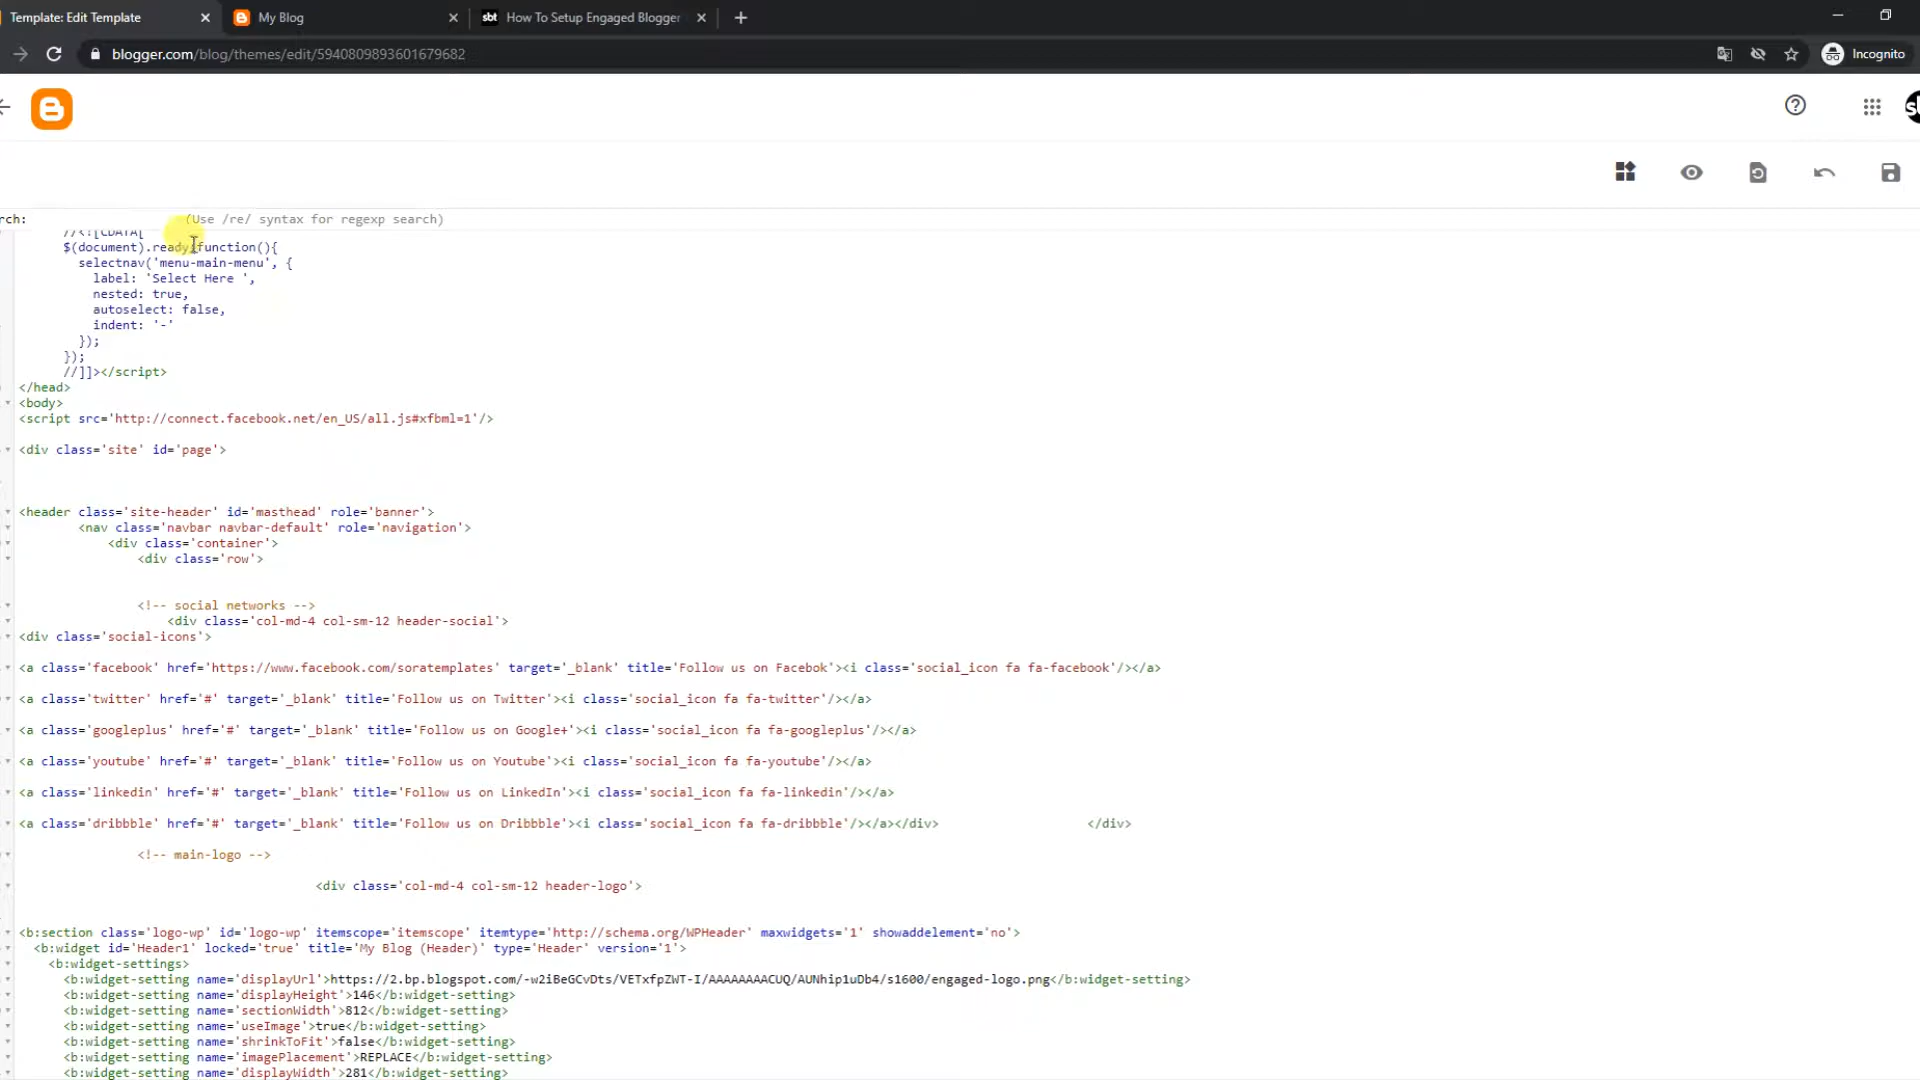 Template: Edit Template
My Blog
sbt How To Setup Engaged Blogger
blogger.com/blog/themes/edit/5940809893601679682
Incognito
rch: (Use /re/ syntax for regexp search)
//<![CDATA[
$(document).ready(function(){
selectnav('menu-main-menu', {
label: 'Select Here ',
nested: true,
autoselect: false,
indent: '-'
});
});
//]]></script>
</head>
<body>
<script src='http://connect.facebook.net/en_US/all.js#xfbml=1'/>
<div class='site' id='page'>
<header class='site-header' id='masthead' role='banner'>
<nav class='navbar navbar-default' role='navigation'>
<div class='container'>
<div class='row'>
<!-- social networks -->
<div class='col-md-4 col-sm-12 header-social'>
<div class='social-icons'>
<a class='facebook' href='https://www.facebook.com/soratemplates' target='_blank' title='Follow us on Facebok'><i class='social_icon fa fa-facebook'/></a>
<a class='twitter' href='#' target='_blank' title='Follow us on Twitter'><i class='social_icon fa fa-twitter'/></a>
<a class='googleplus' href='#' target='_blank' title='Follow us on Google+'><i class='social_icon fa fa-googleplus'/></a>
<a class='youtube' href='#' target='_blank' title='Follow us on Youtube'><i class='social_icon fa fa-youtube'/></a>
<a class='linkedin' href='#' target='_blank' title='Follow us on LinkedIn'><i class='social_icon fa fa-linkedin'/></a>
<a class='dribbble' href='#' target='_blank' title='Follow us on Dribbble'><i class='social_icon fa fa-dribbble'/></a></div> </div>
<!-- main-logo -->
<div class='col-md-4 col-sm-12 header-logo'>
<b:section class='logo-wp' id='logo-wp' itemscope='itemscope' itemtype='http://schema.org/WPHeader' maxwidgets='1' showaddelement='no'>
<b:widget id='Header1' locked='true' title='My Blog (Header)' type='Header' version='1'>
<b:widget-settings>
<b:widget-setting name='displayUrl'>https://2.bp.blogspot.com/-w2iBeGCvDts/VETxfpZWT-I/AAAAAAAACUQ/AUNhip1uDb4/s1600/engaged-logo.png</b:widget-setting>
<b:widget-setting name='displayHeight'>146</b:widget-setting>
<b:widget-setting name='sectionWidth'>812</b:widget-setting>
<b:widget-setting name='useImage'>true</b:widget-setting>
<b:widget-setting name='shrinkToFit'>false</b:widget-setting>
<b:widget-setting name='imagePlacement'>REPLACE</b:widget-setting>
<b:widget-setting name='displayWidth'>281</b:widget-setting>